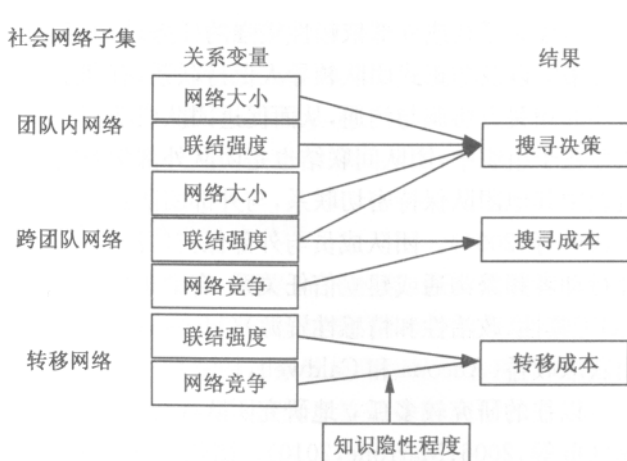 社会网络子集
关系变量
结果
网络大小
团队内网络
联结强度
搜寻决策
网络大小
跨团队网络
联结强度
搜寻成本
网络竞争
联结强度
转移网络
转移成本
网络竞争
知识隐性程度